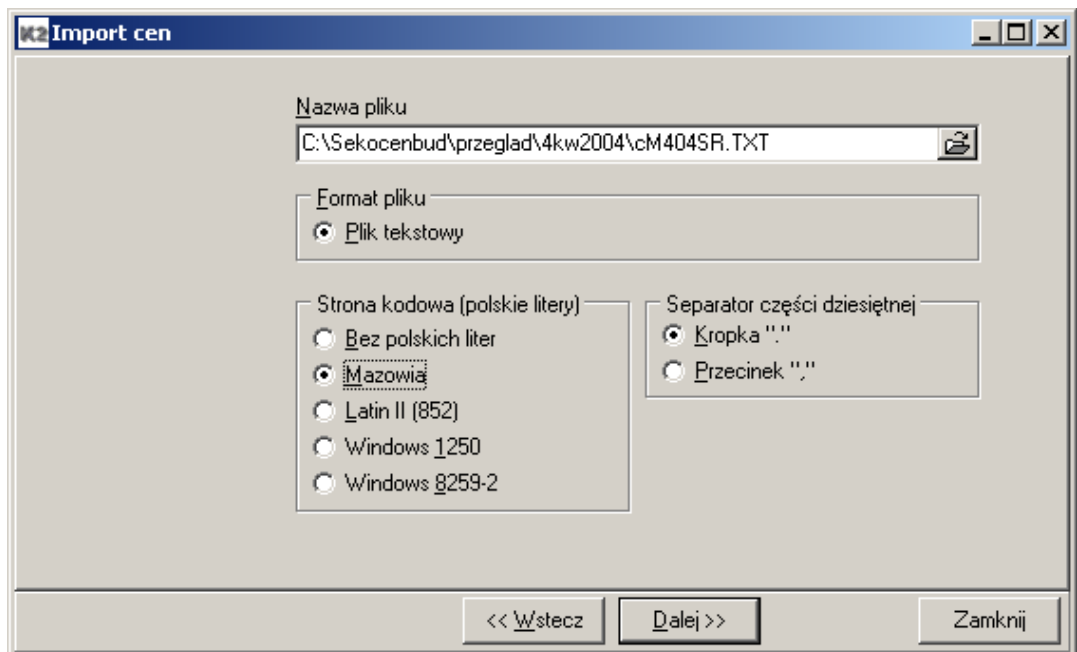 K2 Import cen
Nazwa pliku
C:\Sekocenbud\przeglad\4kw2004\cM404SR.TXT
Format pliku
Plik tekstowy
Strona kodowa (polskie litery)
Bez polskich liter
Mazowia
Latin II (852)
Windows 1250
Windows 8259-2
Separator części dziesiętnej
Kropka "."
Przecinek ","
<< Wstecz
Dalej >>
Zamknij